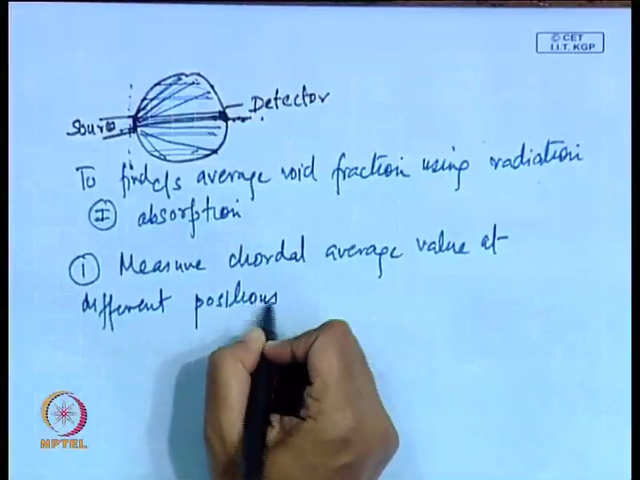 © CET
I.I.T. KGP
Source Detector
To find c/s average void fraction using radiation
I absorption
1 Measure chordal average value at
different positions
NPTEL